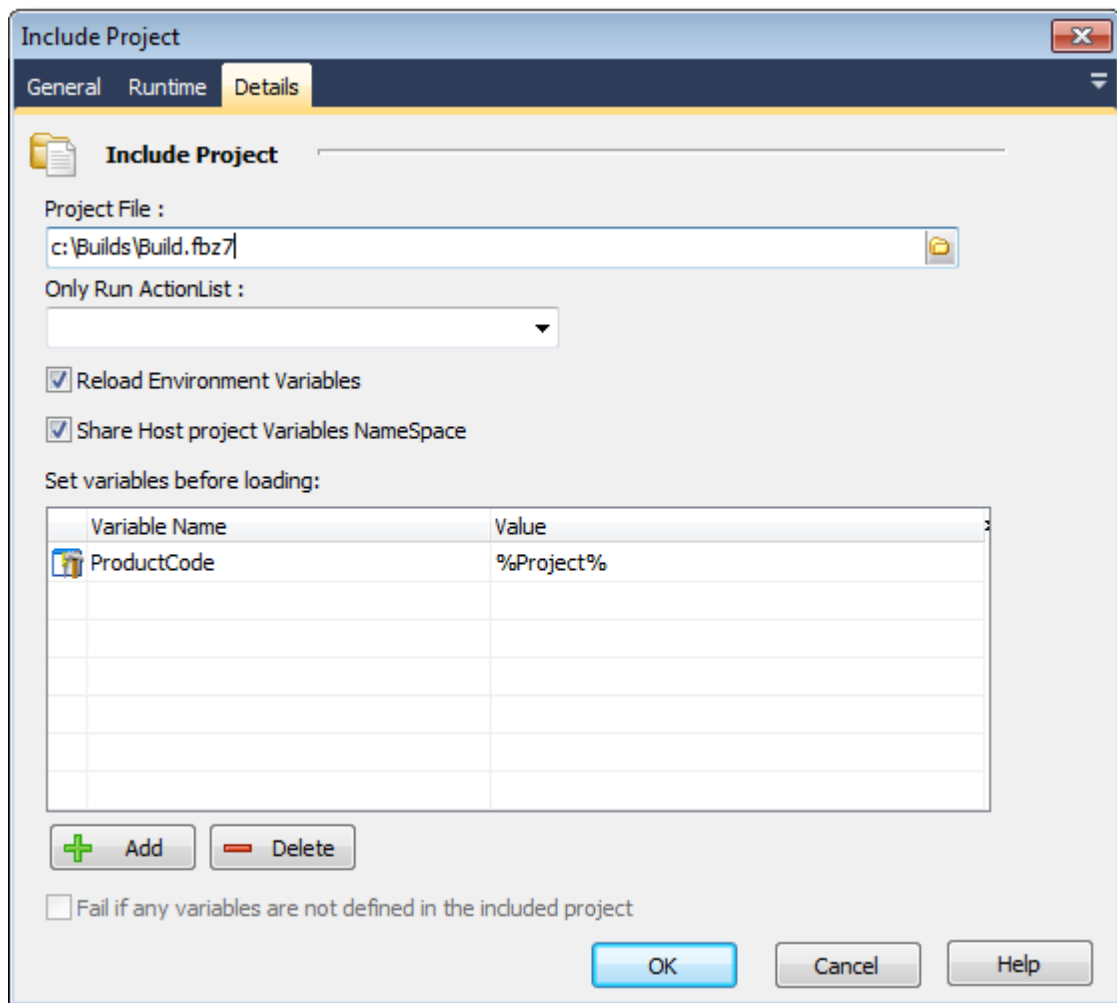 Include Project
General Runtime Details
Include Project
Project File :
c:\Builds\Build.fbz7
Only Run ActionList :
Reload Environment Variables
Share Host project Variables NameSpace
Set variables before loading:
Variable Name Value
ProductCode %Project%
Add Delete
Fail if any variables are not defined in the included project
OK Cancel Help